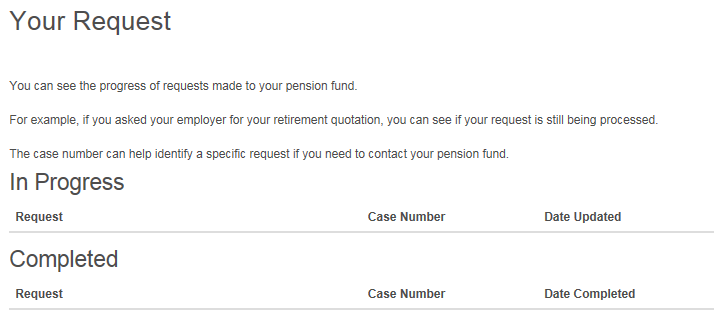 Your Request
You can see the progress of requests made to your pension fund.
For example, if you asked your employer for your retirement quotation, you can see if your request is still being processed.
The case number can help identify a specific request if you need to contact your pension fund.
In Progress
Request Case Number Date Updated
Completed
Request Case Number Date Completed